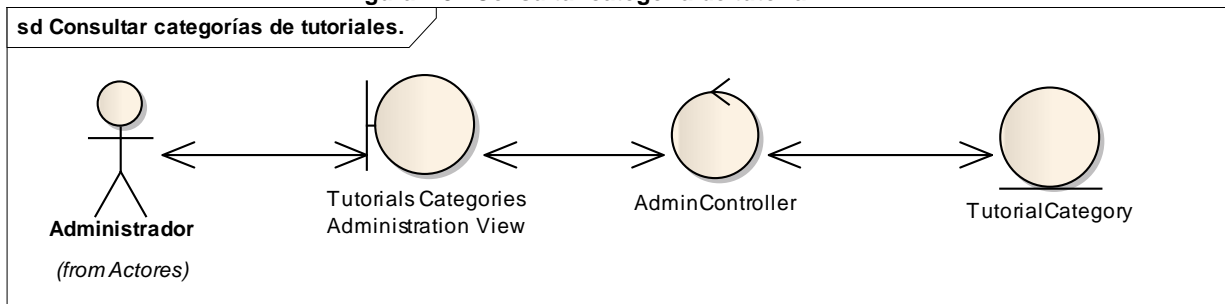 sd Consultar categorías de tutoriales.
Tutorials Categories
Administration View
AdminController
TutorialCategory
Administrador
(from Actores)